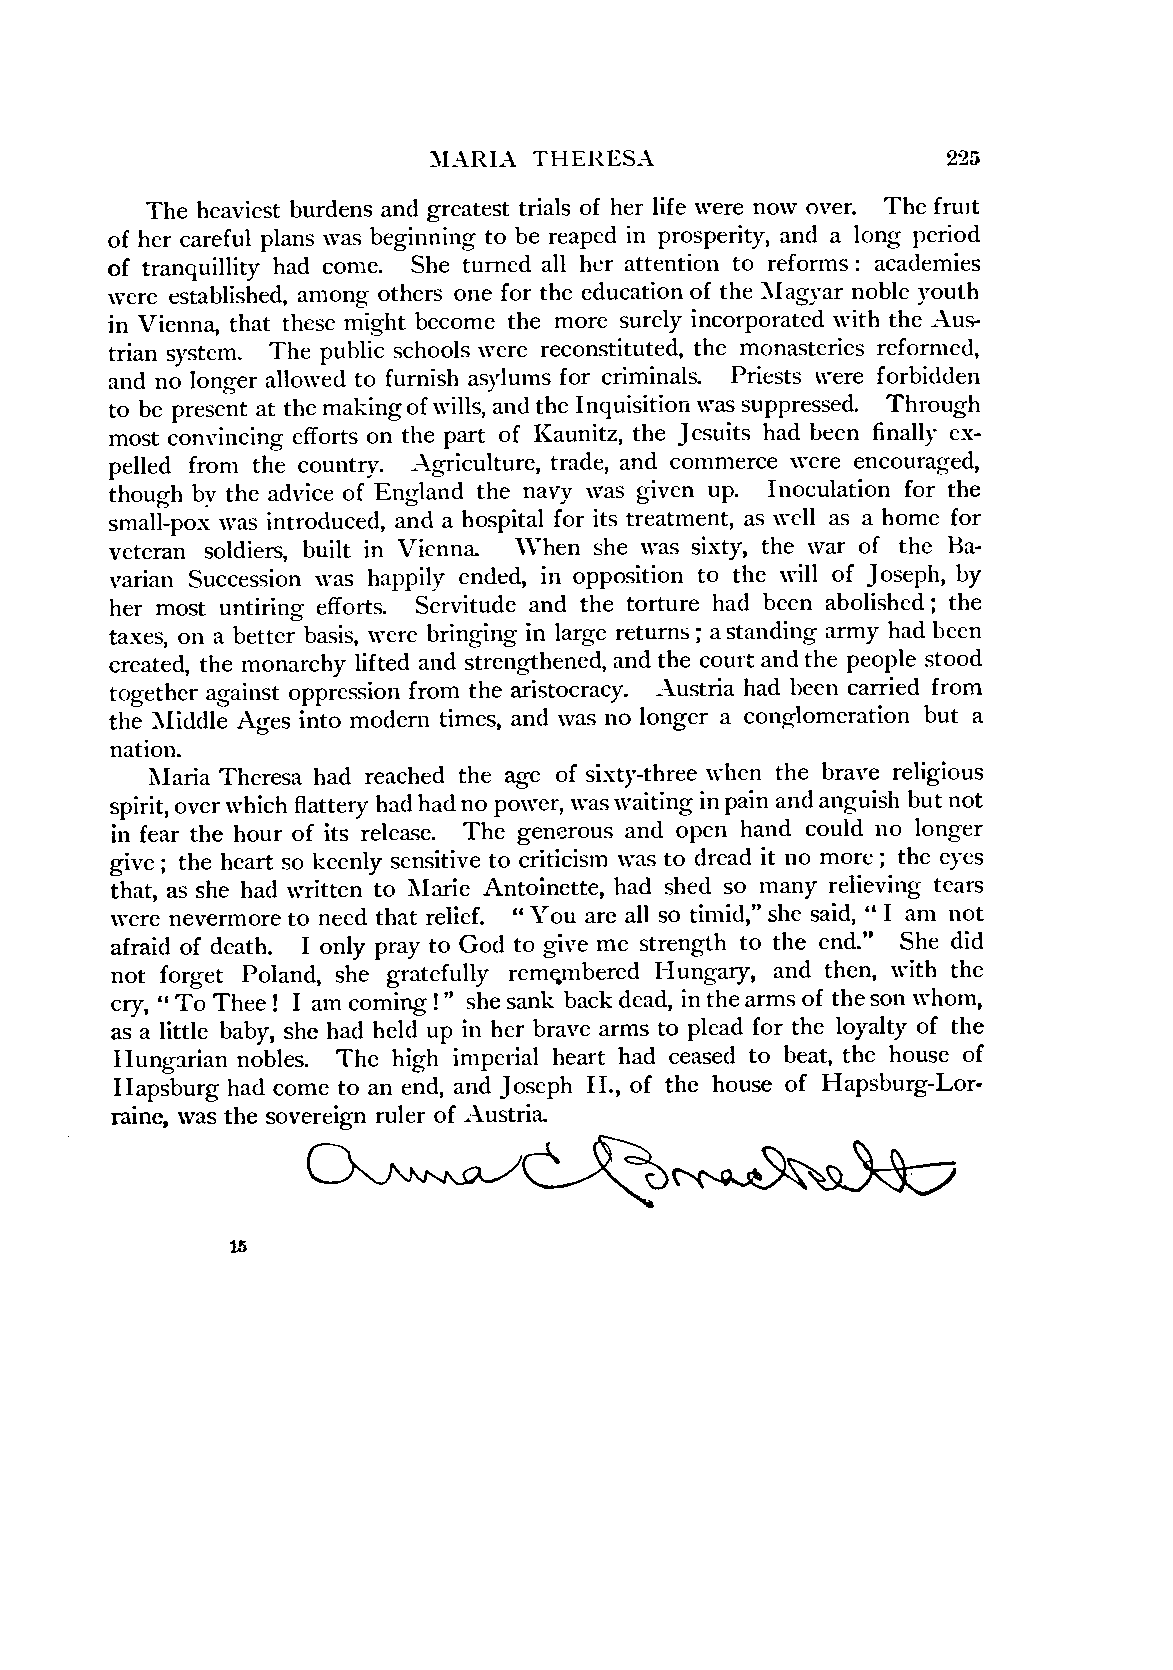 MARIA THERESA 225
The heaviest burdens and greatest trials of her life were now over. The fruit
of her careful plans was beginning to be reaped in prosperity, and a long period
of tranquillity had come. She turned all her attention to reforms: academies
were established, among others one for the education of the Magyar noble youth
in Vienna, that these might become the more surely incorporated with the Aus-
trian system. The public schools were reconstituted, the monasteries reformed,
and no longer allowed to furnish asylums for criminals. Priests were forbidden
to be present at the making of wills, and the Inquisition was suppressed. Through
most convincing efforts on the part of Kaunitz, the Jesuits had been finally ex-
pelled from the country. Agriculture, trade, and commerce were encouraged,
though by the advice of England the navy was given up. Inoculation for the
small-pox was introduced, and a hospital for its treatment, as well as a home for
veteran soldiers, built in Vienna. When she was sixty, the war of the Ba-
varian Succession was happily ended, in opposition to the will of Joseph, by
her most untiring efforts. Servitude and the torture had been abolished; the
taxes, on a better basis, were bringing in large returns; a standing army had been
created, the monarchy lifted and strengthened, and the court and the people stood
together against oppression from the aristocracy. Austria had been carried from
the Middle Ages into modern times, and was no longer a conglomeration but a
nation.
Maria Theresa had reached the age of sixty-three when the brave religious
spirit, over which flattery had had no power, was waiting in pain and anguish but not
in fear the hour of its release. The generous and open hand could no longer
give; the heart so keenly sensitive to criticism was to dread it no more; the eyes
that, as she had written to Marie Antoinette, had shed so many relieving tears
were nevermore to need that relief. "You are all so timid," she said, "I am not
afraid of death. I only pray to God to give me strength to the end." She did
not forget Poland, she gratefully remembered Hungary, and then, with the
cry, "To Thee! I am coming!" she sank back dead, in the arms of the son whom,
as a little baby, she had held up in her brave arms to plead for the loyalty of the
Hungarian nobles. The high imperial heart had ceased to beat, the house of
Hapsburg had come to an end, and Joseph II., of the house of Hapsburg-Lor-
raine, was the sovereign ruler of Austria.
Anna C Brackett
15